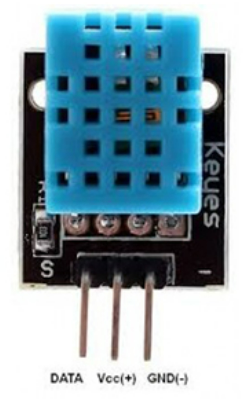 Keyes
S
-
DATA Vcc(+) GND(-)